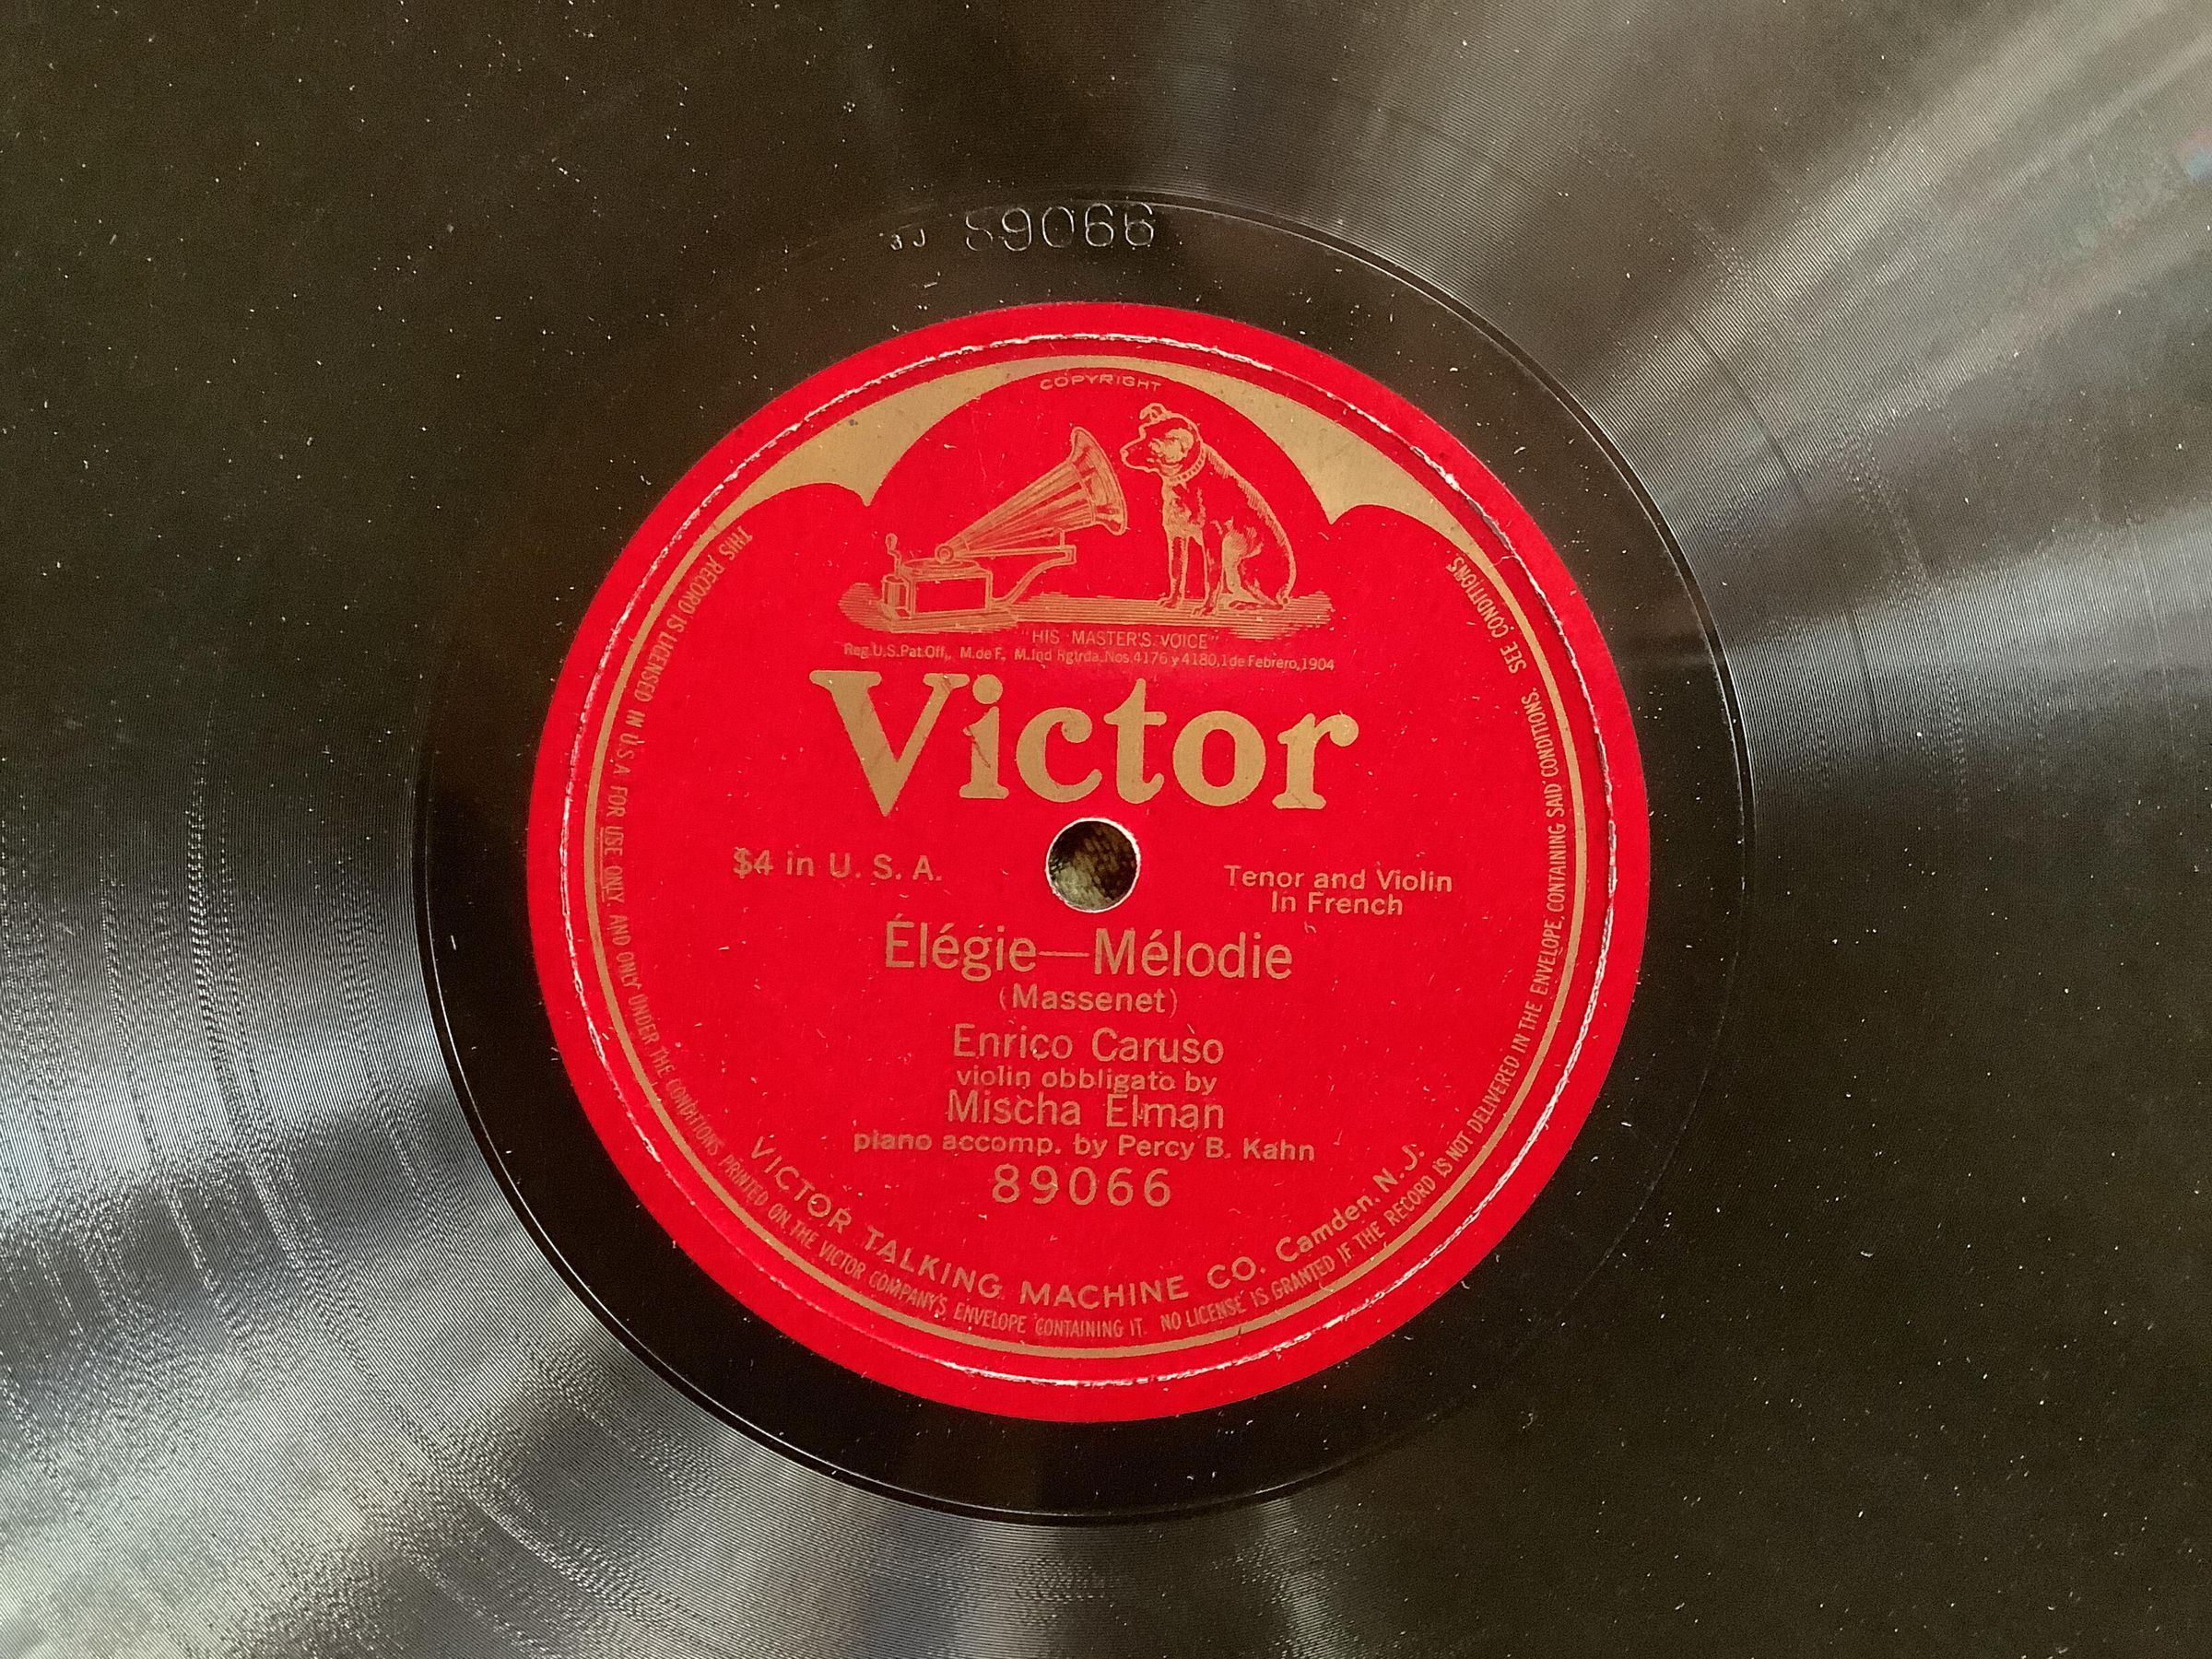 3J 89066
COPYRIGHT
"HIS MASTER'S VOICE"
Reg.U.S.Pat.Off., M.de F., M.Ind Rgtrda.Nos.4176 y 4180,1 de Febrero,1904
Victor
$4 in U. S. A.
Tenor and Violin
In French
Élégie—Mélodie
(Massenet)
Enrico Caruso
violin obbligato by
Mischa Elman
piano accomp. by Percy B. Kahn
89066
VICTOR TALKING MACHINE CO. Camden, N. J.
THIS RECORD IS LICENSED IN U.S.A FOR USE ONLY AND ONLY UNDER THE CONDITIONS PRINTED ON THE VICTOR COMPANY'S ENVELOPE CONTAINING IT. NO LICENSE IS GRANTED IF THE RECORD IS NOT DELIVERED IN THE ENVELOPE, CONTAINING SAID CONDITIONS. SEE CONDITIONS